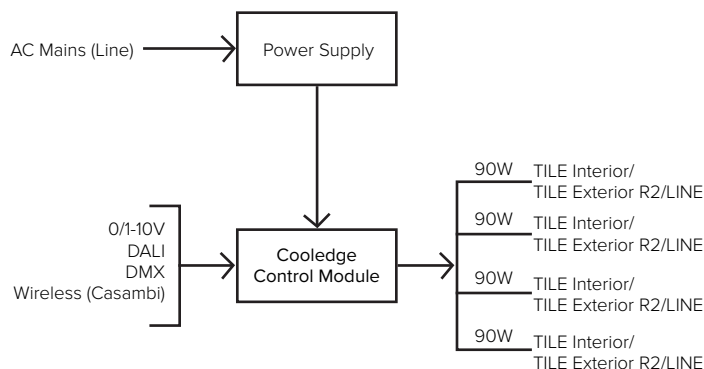 AC Mains (Line)
Power Supply
0/1-10V
DALI
DMX
Wireless (Casambi)
Cooledge
Control Module
90W
TILE Interior/
TILE Exterior R2/LINE
90W
TILE Interior/
TILE Exterior R2/LINE
90W
TILE Interior/
TILE Exterior R2/LINE
90W
TILE Interior/
TILE Exterior R2/LINE